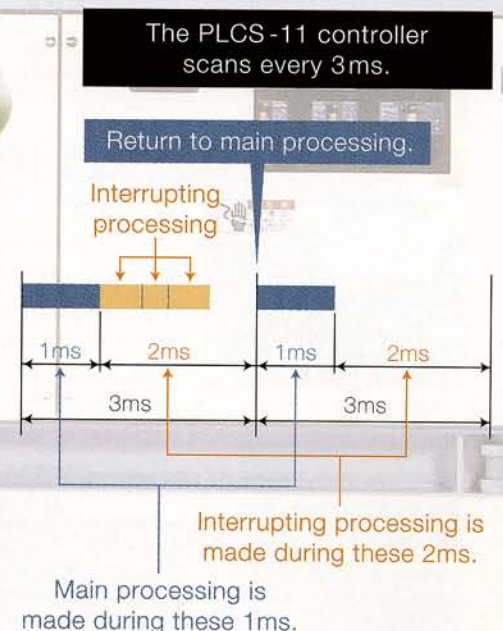 The PLCS-11 controller
scans every 3ms.
Return to main processing.
Interrupting
processing
1ms
2ms
1ms
2ms
3ms
3ms
Interrupting processing is
made during these 2ms.
Main processing is
made during these 1ms.